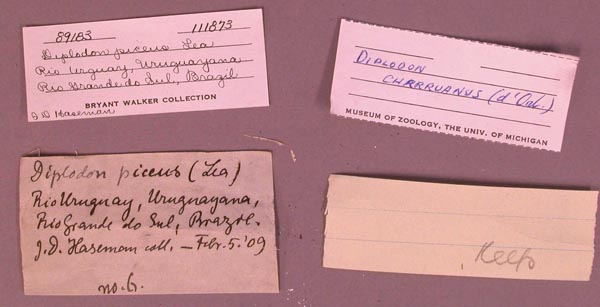 89183 111873
Diplodon piceus Lea
Rio Uruguay, Uruguayana
Rio Grande do Sul, Brazil
BRYANT WALKER COLLECTION
J D Haseman
DIPLODON
CHARRUANUS (d'Orb.)
MUSEUM OF ZOOLOGY, THE UNIV. OF MICHIGAN
Diplodon piceus (Lea)
Rio Uruguay, Uruguayana,
Rio Grande do Sul, Brazil.
J.D. Haseman coll. – Febr. 5. '09
no. 6.